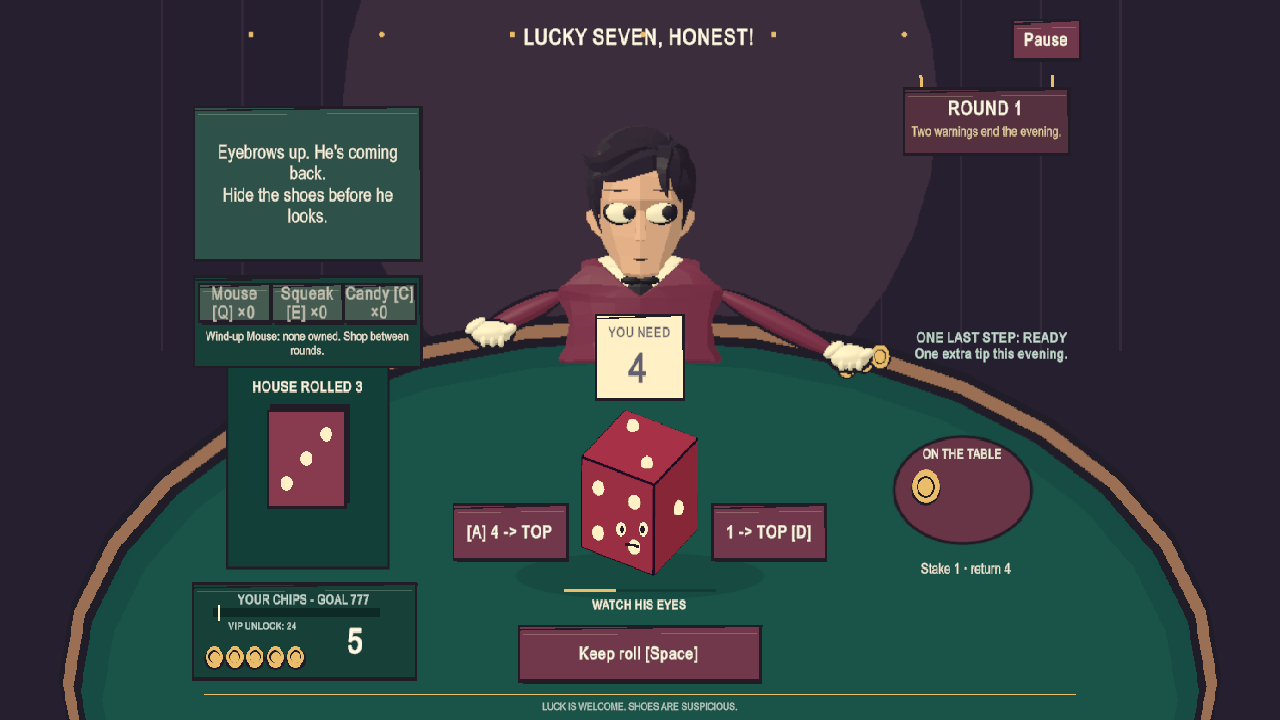 LUCKY SEVEN, HONEST!
Pause
ROUND 1
Two warnings end the evening.
Eyebrows up. He's coming
back.
Hide the shoes before he
looks.
Mouse
[Q] ×0
Squeak
[E] ×0
Candy [C]
×0
Wind-up Mouse: none owned. Shop between
rounds.
HOUSE ROLLED 3
YOU NEED
4
ONE LAST STEP: READY
One extra tip this evening.
ON THE TABLE
Stake 1 · return 4
[A] 4 -> TOP
1 -> TOP [D]
WATCH HIS EYES
Keep roll [Space]
YOUR CHIPS - GOAL 777
VIP UNLOCK: 24
5
LUCK IS WELCOME. SHOES ARE SUSPICIOUS.